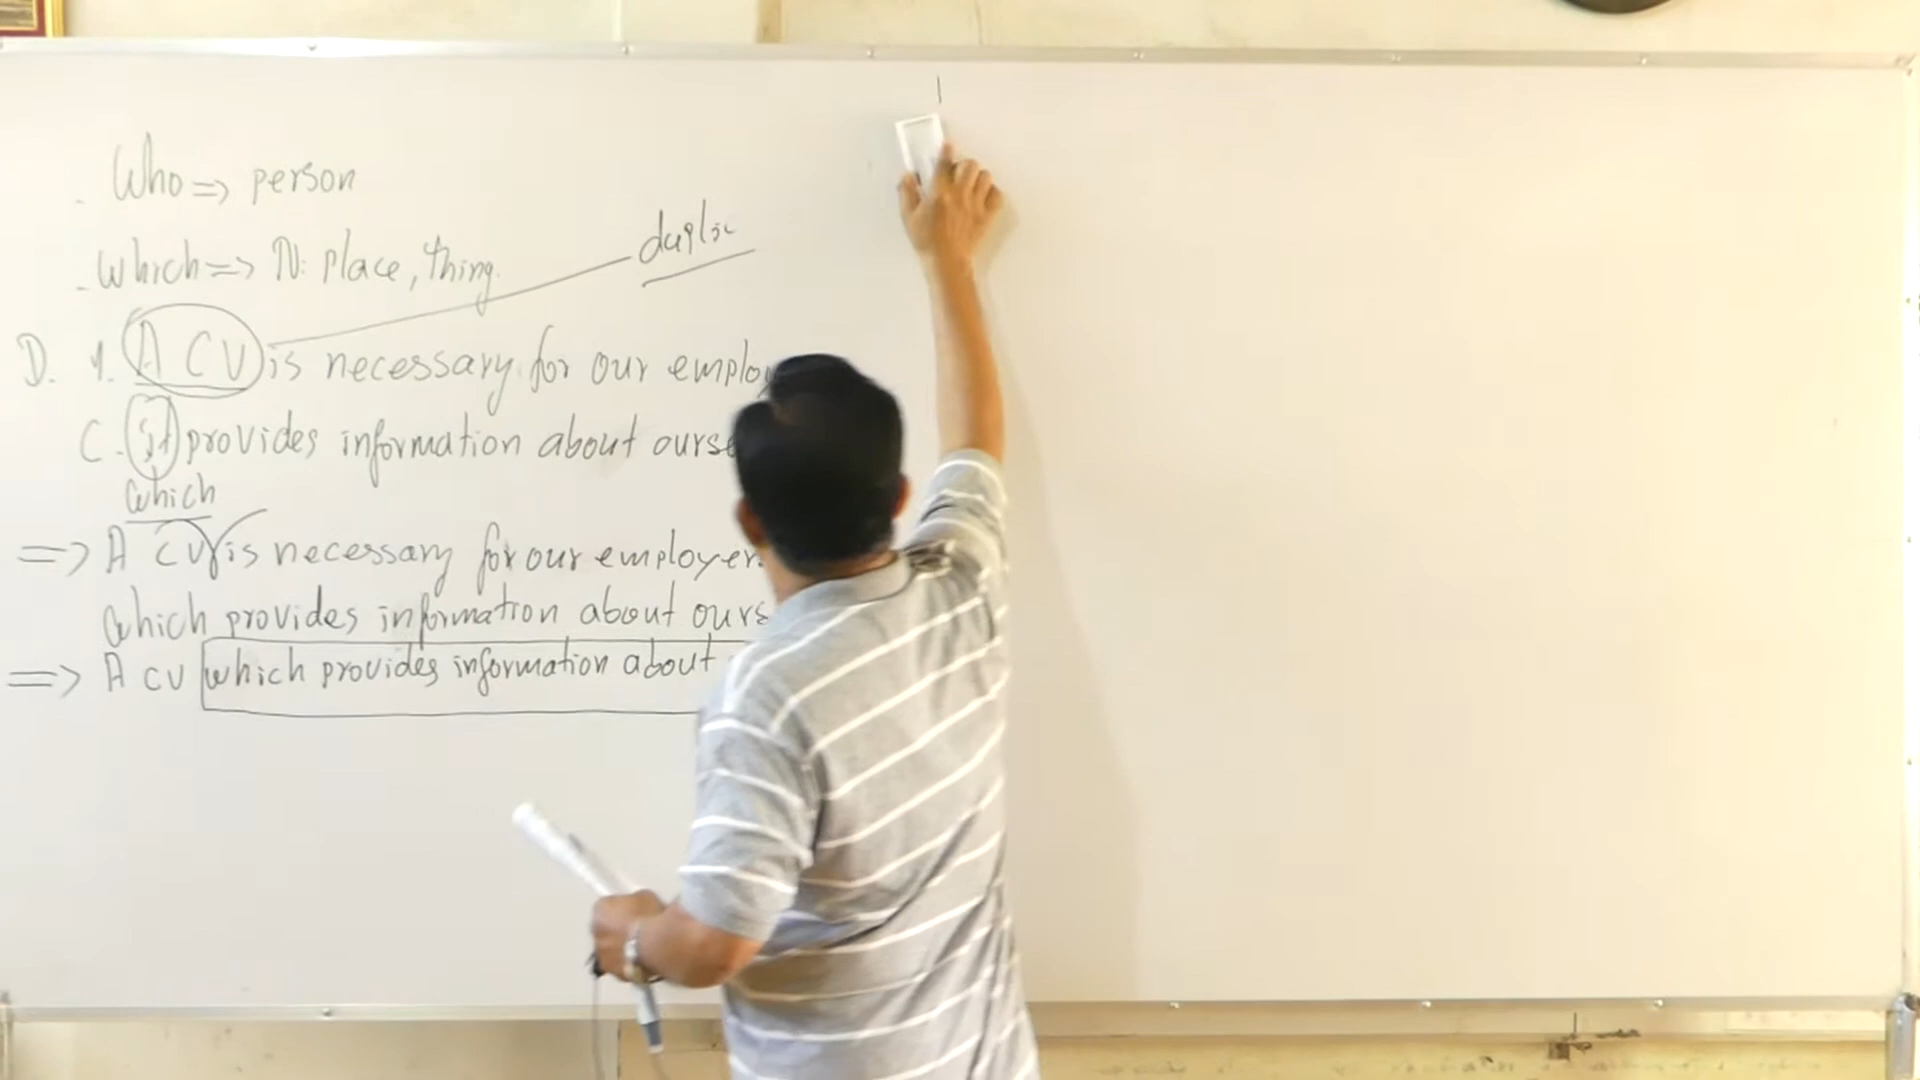 - Who => person
- Which => N: place, thing.
D. 1. A CV is necessary for our emplo
C. It provides information about ourse
which
=> A CV is necessary for our employer.
which provides information about ours
=> A CV which provides information about